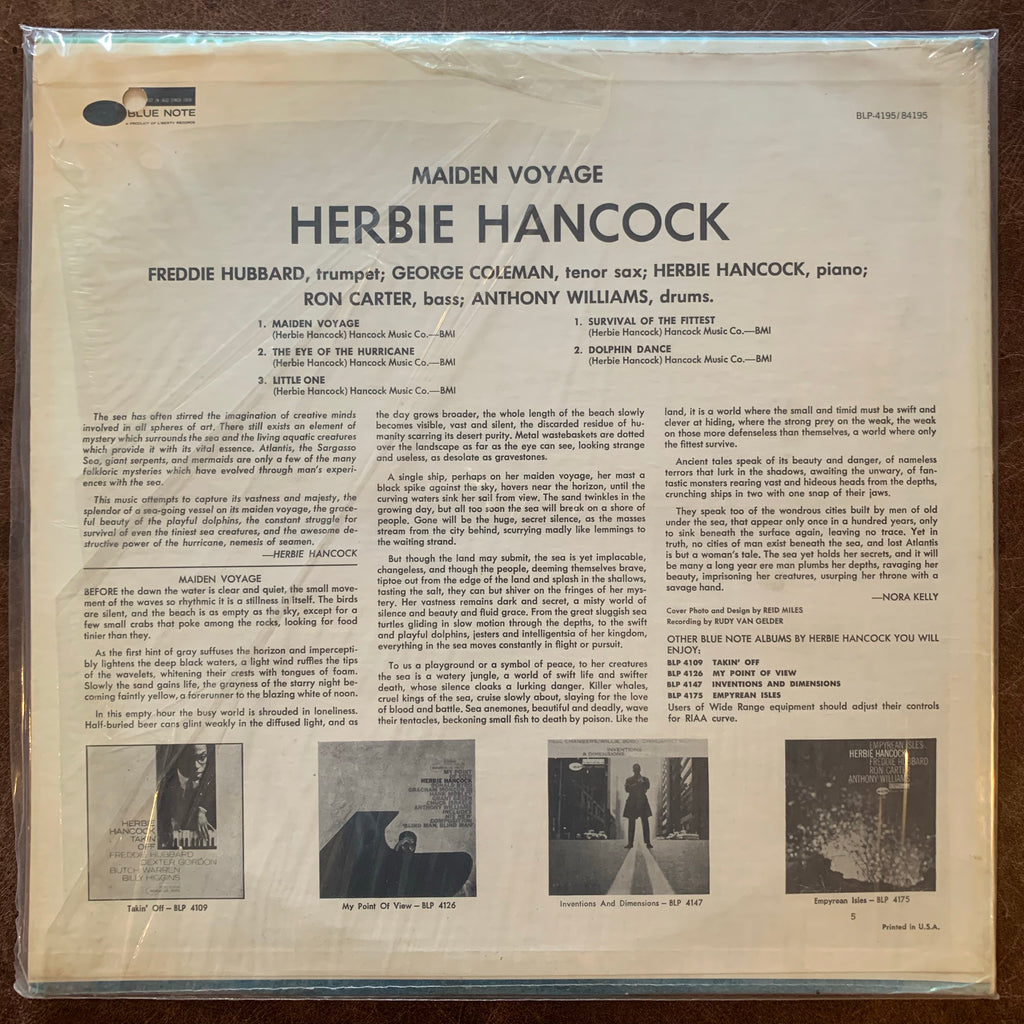 BLUE NOTE
A PRODUCT OF LIBERTY RECORDS
BLP-4195/84195
MAIDEN VOYAGE
HERBIE HANCOCK
FREDDIE HUBBARD, trumpet; GEORGE COLEMAN, tenor sax; HERBIE HANCOCK, piano;
RON CARTER, bass; ANTHONY WILLIAMS, drums.
1. MAIDEN VOYAGE
(Herbie Hancock) Hancock Music Co.—BMI
2. THE EYE OF THE HURRICANE
(Herbie Hancock) Hancock Music Co.—BMI
3. LITTLE ONE
(Herbie Hancock) Hancock Music Co.—BMI
1. SURVIVAL OF THE FITTEST
(Herbie Hancock) Hancock Music Co.—BMI
2. DOLPHIN DANCE
(Herbie Hancock) Hancock Music Co.—BMI
The sea has often stirred the imagination of creative minds
involved in all spheres of art. There still exists an element of
mystery which surrounds the sea and the living aquatic creatures
which provide it with its vital essence. Atlantis, the Sargasso
Sea, giant serpents, and mermaids are only a few of the many
folkloric mysteries which have evolved through man's experi-
ences with the sea.
This music attempts to capture its vastness and majesty, the
splendor of a sea-going vessel on its maiden voyage, the grace-
ful beauty of the playful dolphins, the constant struggle for
survival of even the tiniest sea creatures, and the awesome de-
structive power of the hurricane, nemesis of seamen.
—HERBIE HANCOCK
MAIDEN VOYAGE
BEFORE the dawn the water is clear and quiet, the small move-
ment of the waves so rhythmic it is a stillness in itself. The birds
are silent, and the beach is as empty as the sky, except for a
few small crabs that poke among the rocks, looking for food
tinier than they.
As the first hint of gray suffuses the horizon and impercepti-
bly lightens the deep black waters, a light wind ruffles the tips
of the wavelets, whitening their crests with tongues of foam.
Slowly the sand gains life, the grayness of the starry night be-
coming faintly yellow, a forerunner to the blazing white of noon.
In this empty hour the busy world is shrouded in loneliness.
Half-buried beer cans glint weakly in the diffused light, and as
the day grows broader, the whole length of the beach slowly
becomes visible, vast and silent, the discarded residue of hu-
manity scarring its desert purity. Metal wastebaskets are dotted
over the landscape as far as the eye can see, looking strange
and useless, as desolate as gravestones.
A single ship, perhaps on her maiden voyage, her mast a
black spike against the sky, hovers near the horizon, until the
curving waters sink her sail from view. The sand twinkles in the
growing day, but all too soon the sea will break on a shore of
people. Gone will be the huge, secret silence, as the masses
stream from the city behind, scurrying madly like lemmings to
the waiting strand.
But though the land may submit, the sea is yet implacable,
changeless, and though the people, deeming themselves brave,
tiptoe out from the edge of the land and splash in the shallows,
tasting the salt, they can but shiver on the fringes of her mys-
tery. Her vastness remains dark and secret, a misty world of
silence and beauty and fluid grace. From the great sluggish sea
turtles gliding in slow motion through the depths, to the swift
and playful dolphins, jesters and intelligentsia of her kingdom,
everything in the sea moves constantly in flight or pursuit.
To us a playground or a symbol of peace, to her creatures
the sea is a watery jungle, a world of swift life and swifter
death, whose silence cloaks a lurking danger. Killer whales,
cruel kings of the sea, cruise slowly about, slaying for the love
of blood and battle. Sea anemones, beautiful and deadly, wave
their tentacles, beckoning small fish to death by poison. Like the
land, it is a world where the small and timid must be swift and
clever at hiding, where the strong prey on the weak, the weak
on those more defenseless than themselves, a world where only
the fittest survive.
Ancient tales speak of its beauty and danger, of nameless
terrors that lurk in the shadows, awaiting the unwary, of fan-
tastic monsters rearing vast and hideous heads from the depths,
crunching ships in two with one snap of their jaws.
They speak too of the wondrous cities built by men of old
under the sea, that appear only once in a hundred years, only
to sink beneath the surface again, leaving no trace. Yet in
truth, no cities of man exist beneath the sea, and lost Atlantis
is but a woman's tale. The sea yet holds her secrets, and it will
be many a long year ere man plumbs her depths, ravaging her
beauty, imprisoning her creatures, usurping her throne with a
savage hand.
—NORA KELLY
Cover Photo and Design by REID MILES
Recording by RUDY VAN GELDER
OTHER BLUE NOTE ALBUMS BY HERBIE HANCOCK YOU WILL
ENJOY:
BLP 4109 TAKIN' OFF
BLP 4126 MY POINT OF VIEW
BLP 4147 INVENTIONS AND DIMENSIONS
BLP 4175 EMPYREAN ISLES
Users of Wide Range equipment should adjust their controls
for RIAA curve.
HERBIE
HANCOCK
TAKIN'
OFF
FREDDIE HUBBARD
DEXTER GORDON
BUTCH WARREN
BILLY HIGGINS
Takin' Off – BLP 4109
MY POINT
HERBIE HANCOCK
DONALD BYRD
GRACHAN MONCUR III
HANK MOBLEY
GRANT GREEN
CHUCK ISRAELS
ANTHONY WILLIAMS
INCLUDES
HIS NEW
COMPOSITION
"BLIND MAN, BLIND MAN"
My Point Of View – BLP 4126
INVENTIONS
& DIMENSIONS
Inventions And Dimensions – BLP 4147
EMPYREAN ISLES
HERBIE HANCOCK
FREDDIE HUBBARD
RON CARTER
ANTHONY WILLIAMS
Empyrean Isles – BLP 4175
5
Printed in U.S.A.